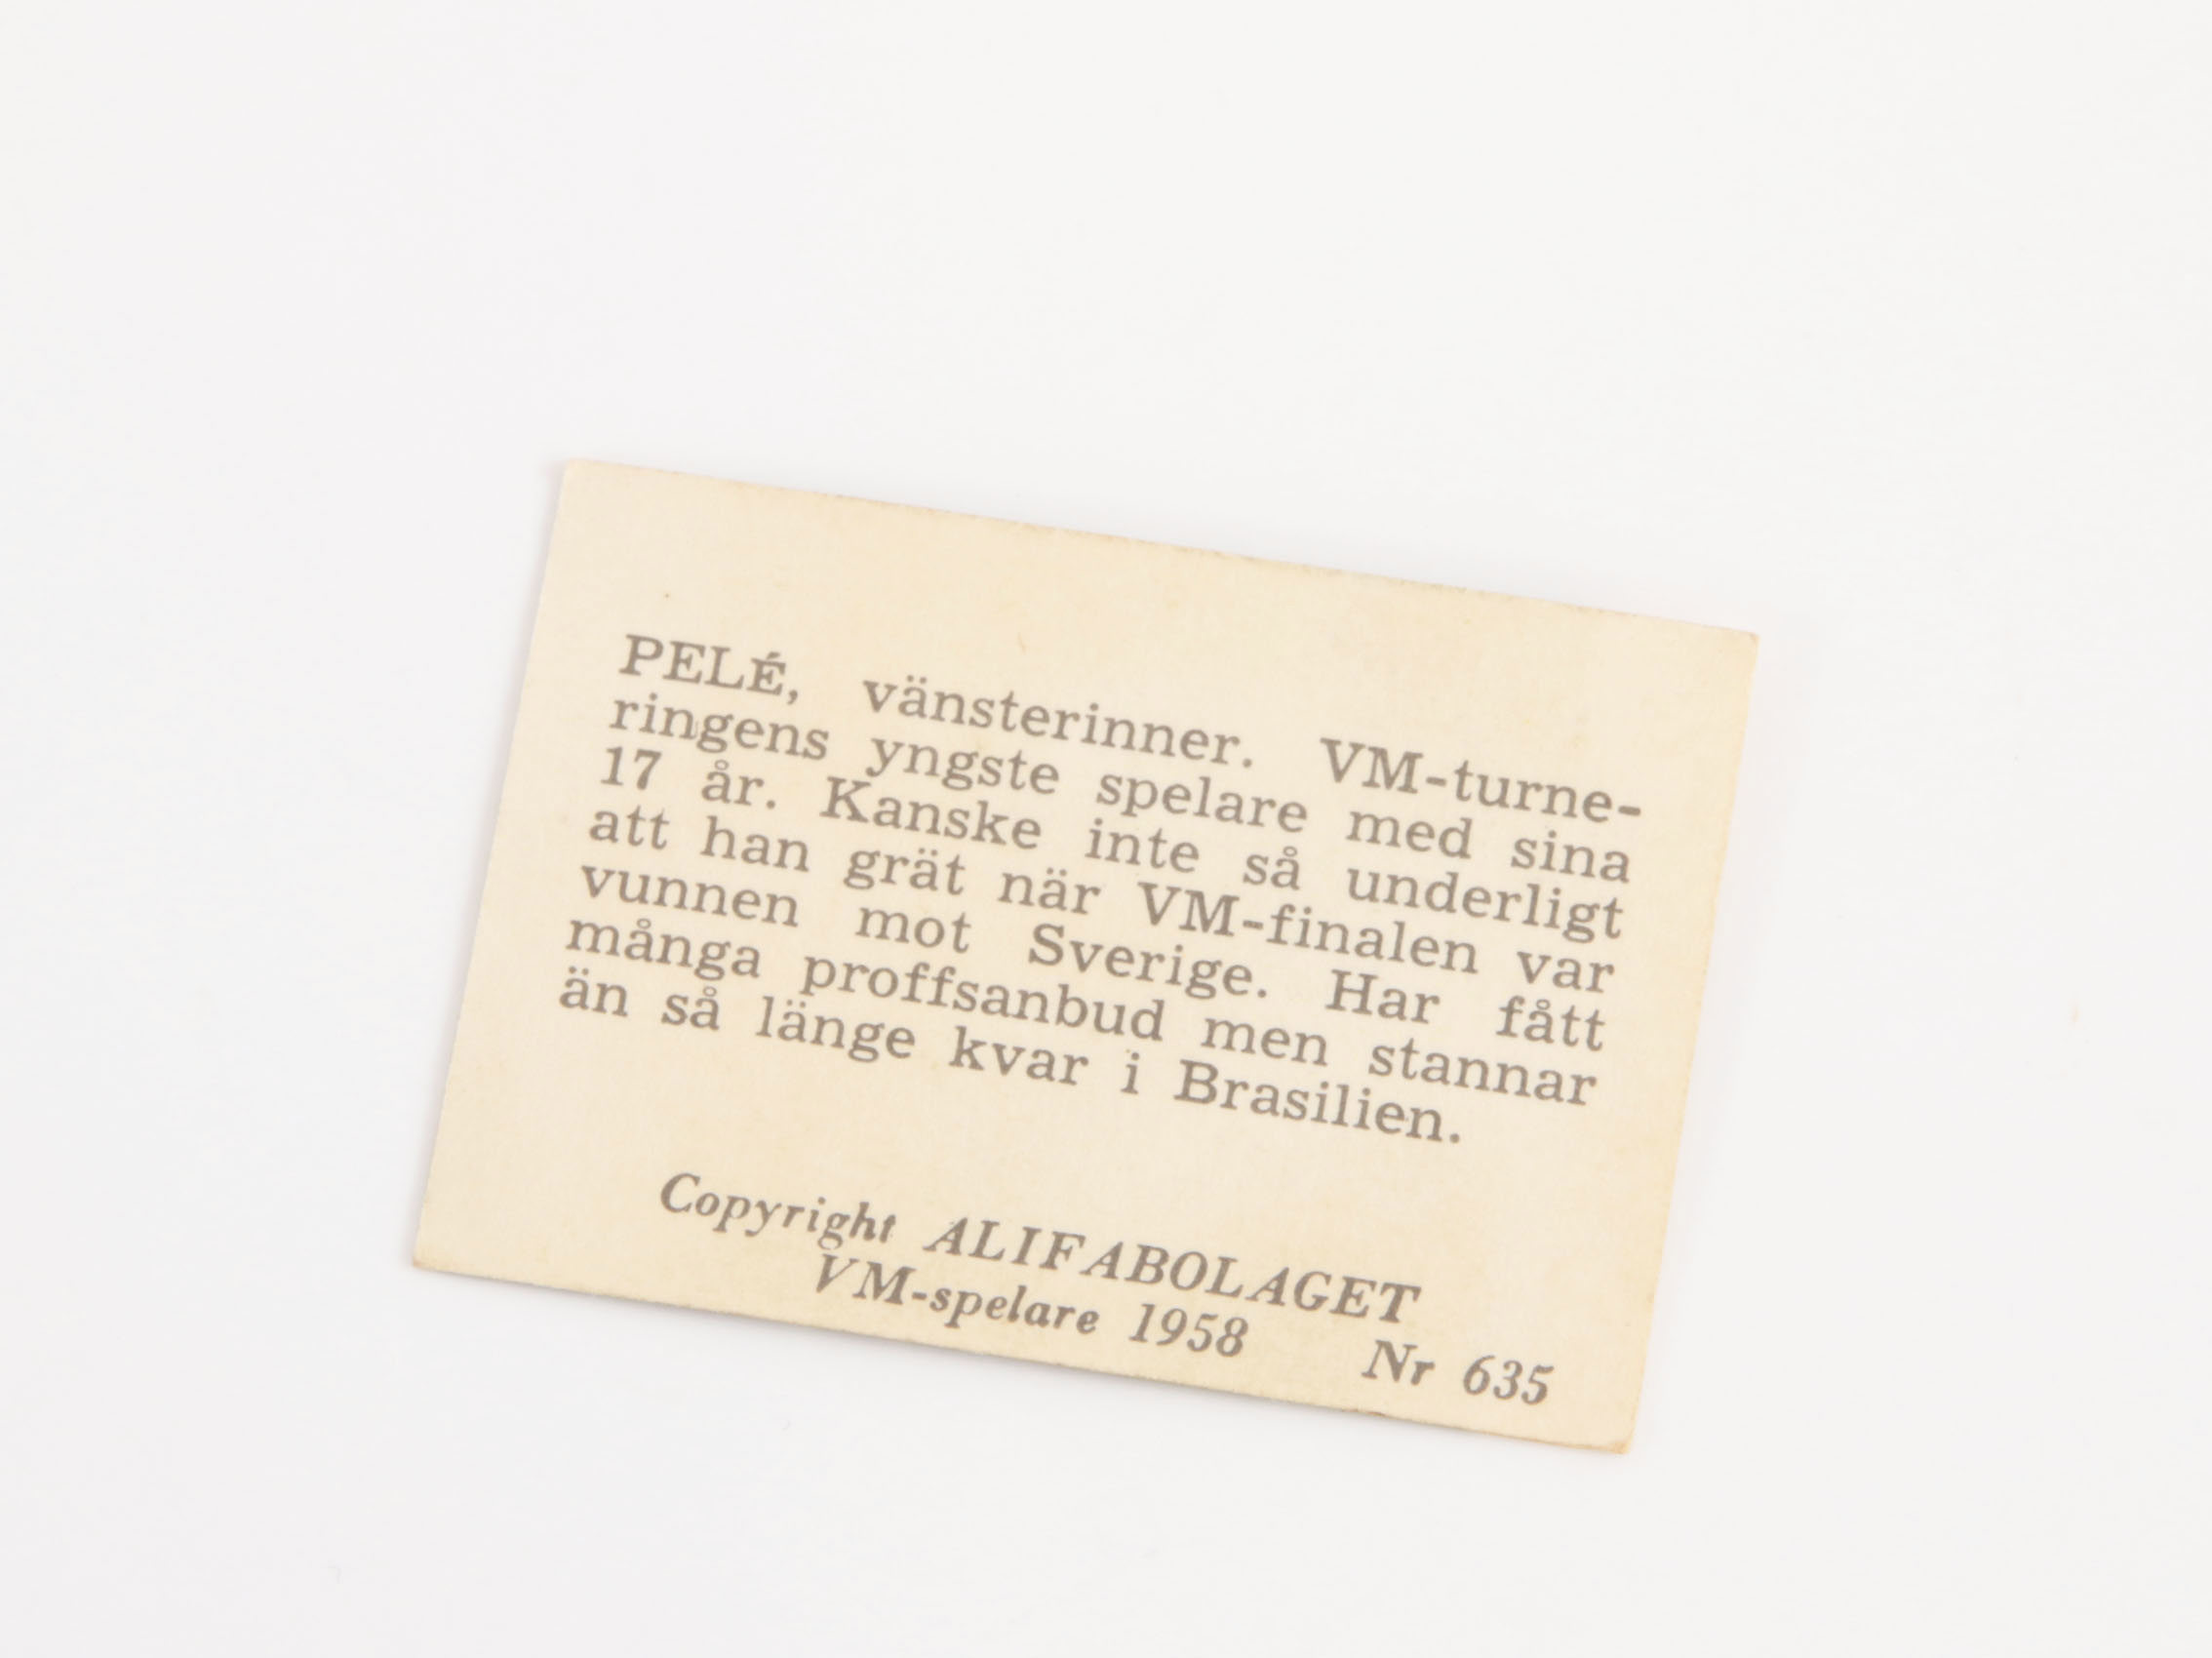 PELÉ, vänsterinner. VM-turne-
ringens yngste spelare med sina
17 år. Kanske inte så underligt
att han grät när VM-finalen var
vunnen mot Sverige. Har fått
många proffsanbud men stannar
än så länge kvar i Brasilien.
Copyright ALIFABOLAGET
VM-spelare 1958 Nr 635